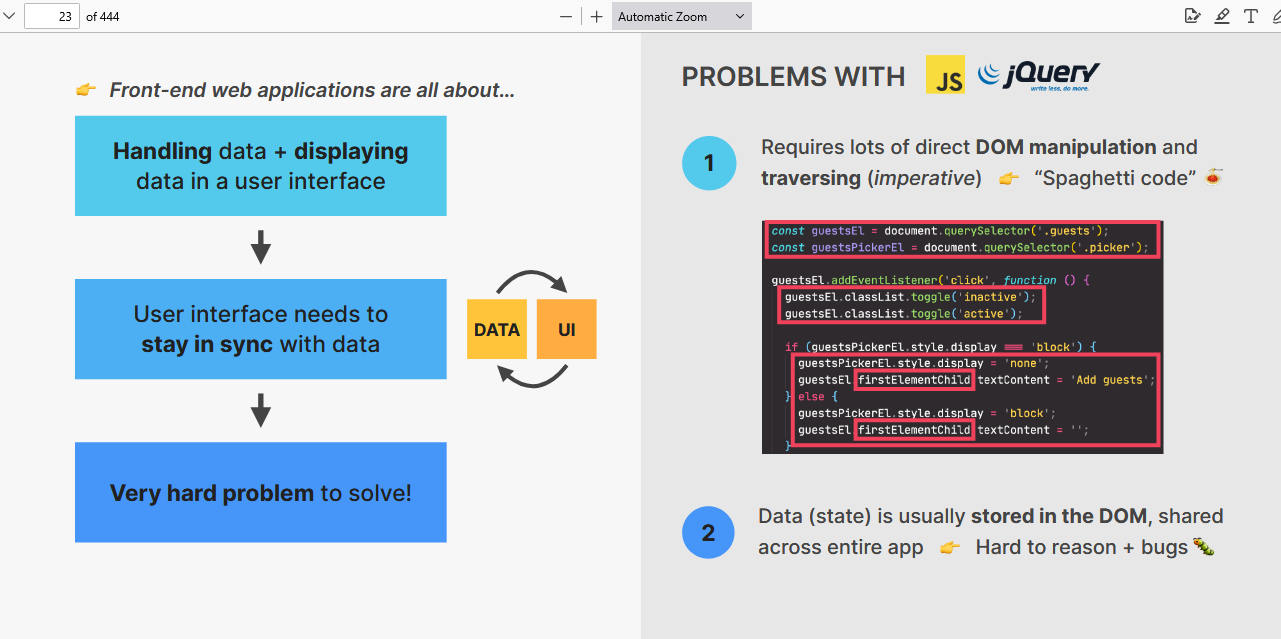 23 of 444
Automatic Zoom
👉 Front-end web applications are all about...
Handling data + displaying
data in a user interface
User interface needs to
stay in sync with data
DATA
UI
Very hard problem to solve!
PROBLEMS WITH JS jQuery
write less, do more.
1
Requires lots of direct DOM manipulation and
traversing (imperative) 👉 “Spaghetti code” 🍝
const guestsEl = document.querySelector('.guests');
const guestsPickerEl = document.querySelector('.picker');
guestsEl.addEventListener('click', function () {
guestsEl.classList.toggle('inactive');
guestsEl.classList.toggle('active');
if (guestsPickerEl.style.display === 'block') {
guestsPickerEl.style.display = 'none';
guestsEl.firstElementChild.textContent = 'Add guests';
} else {
guestsPickerEl.style.display = 'block';
guestsEl.firstElementChild.textContent = '';
}
2
Data (state) is usually stored in the DOM, shared
across entire app 👉 Hard to reason + bugs 🐛